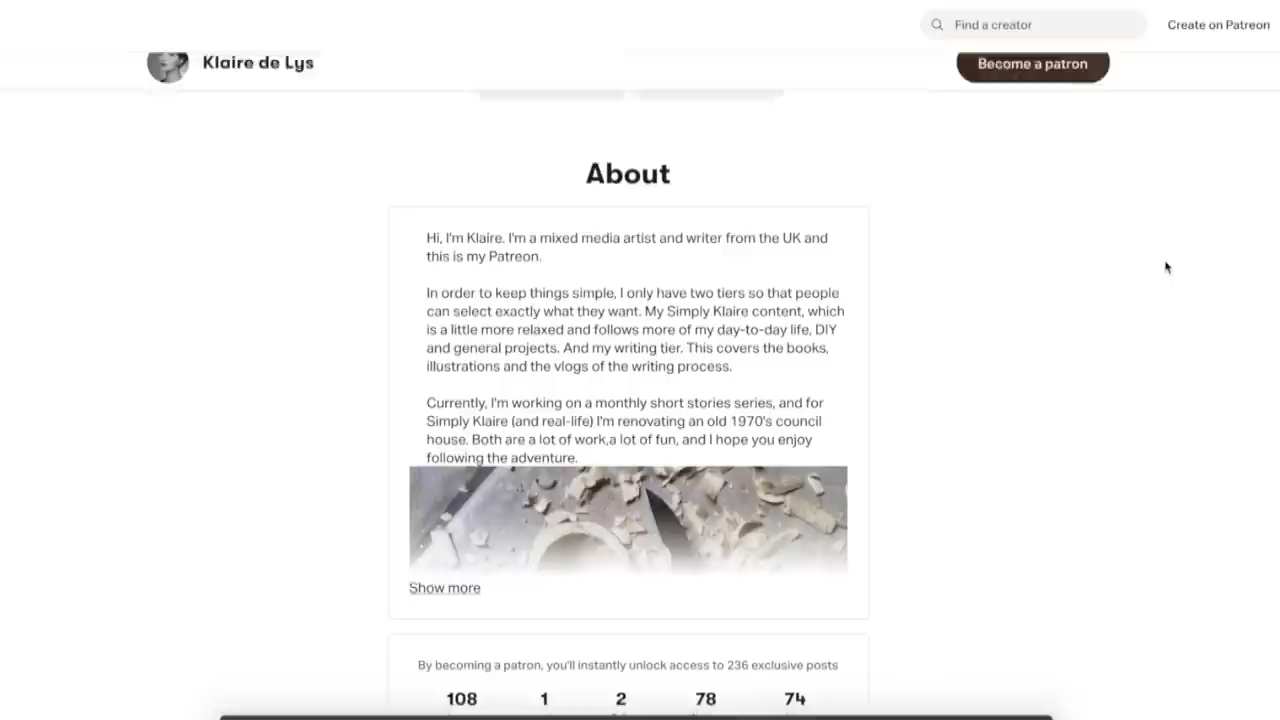 Find a creator
Create on Patreon
Klaire de Lys
Become a patron
About
Hi, I'm Klaire. I'm a mixed media artist and writer from the UK and
this is my Patreon.
In order to keep things simple, I only have two tiers so that people
can select exactly what they want. My Simply Klaire content, which
is a little more relaxed and follows more of my day-to-day life, DIY
and general projects. And my writing tier. This covers the books,
illustrations and the vlogs of the writing process.
Currently, I'm working on a monthly short stories series, and for
Simply Klaire (and real-life) I'm renovating an old 1970's council
house. Both are a lot of work,a lot of fun, and I hope you enjoy
following the adventure.
Show more
By becoming a patron, you'll instantly unlock access to 236 exclusive posts
108 1 2 78 74